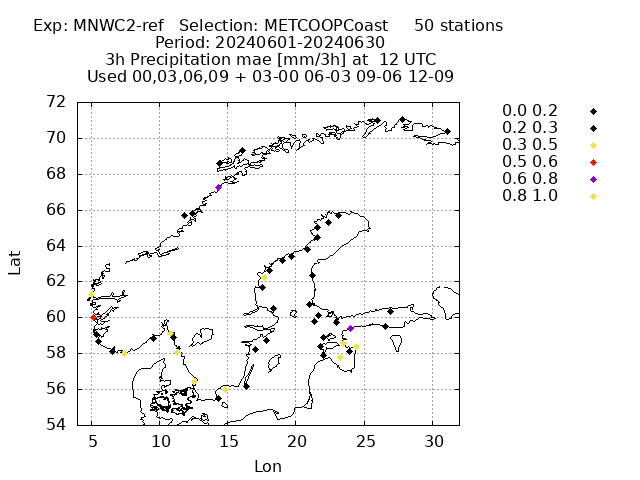 Exp: MNWC2-ref   Selection: METCOOPCoast     50 stations
Period: 20240601-20240630
3h Precipitation mae [mm/3h] at  12 UTC
Used 00,03,06,09 + 03-00 06-03 09-06 12-09
0.0 0.2
0.2 0.3
0.3 0.5
0.5 0.6
0.6 0.8
0.8 1.0
72
70
68
66
64
62
60
58
56
54
Lat
5 10 15 20 25 30
Lon